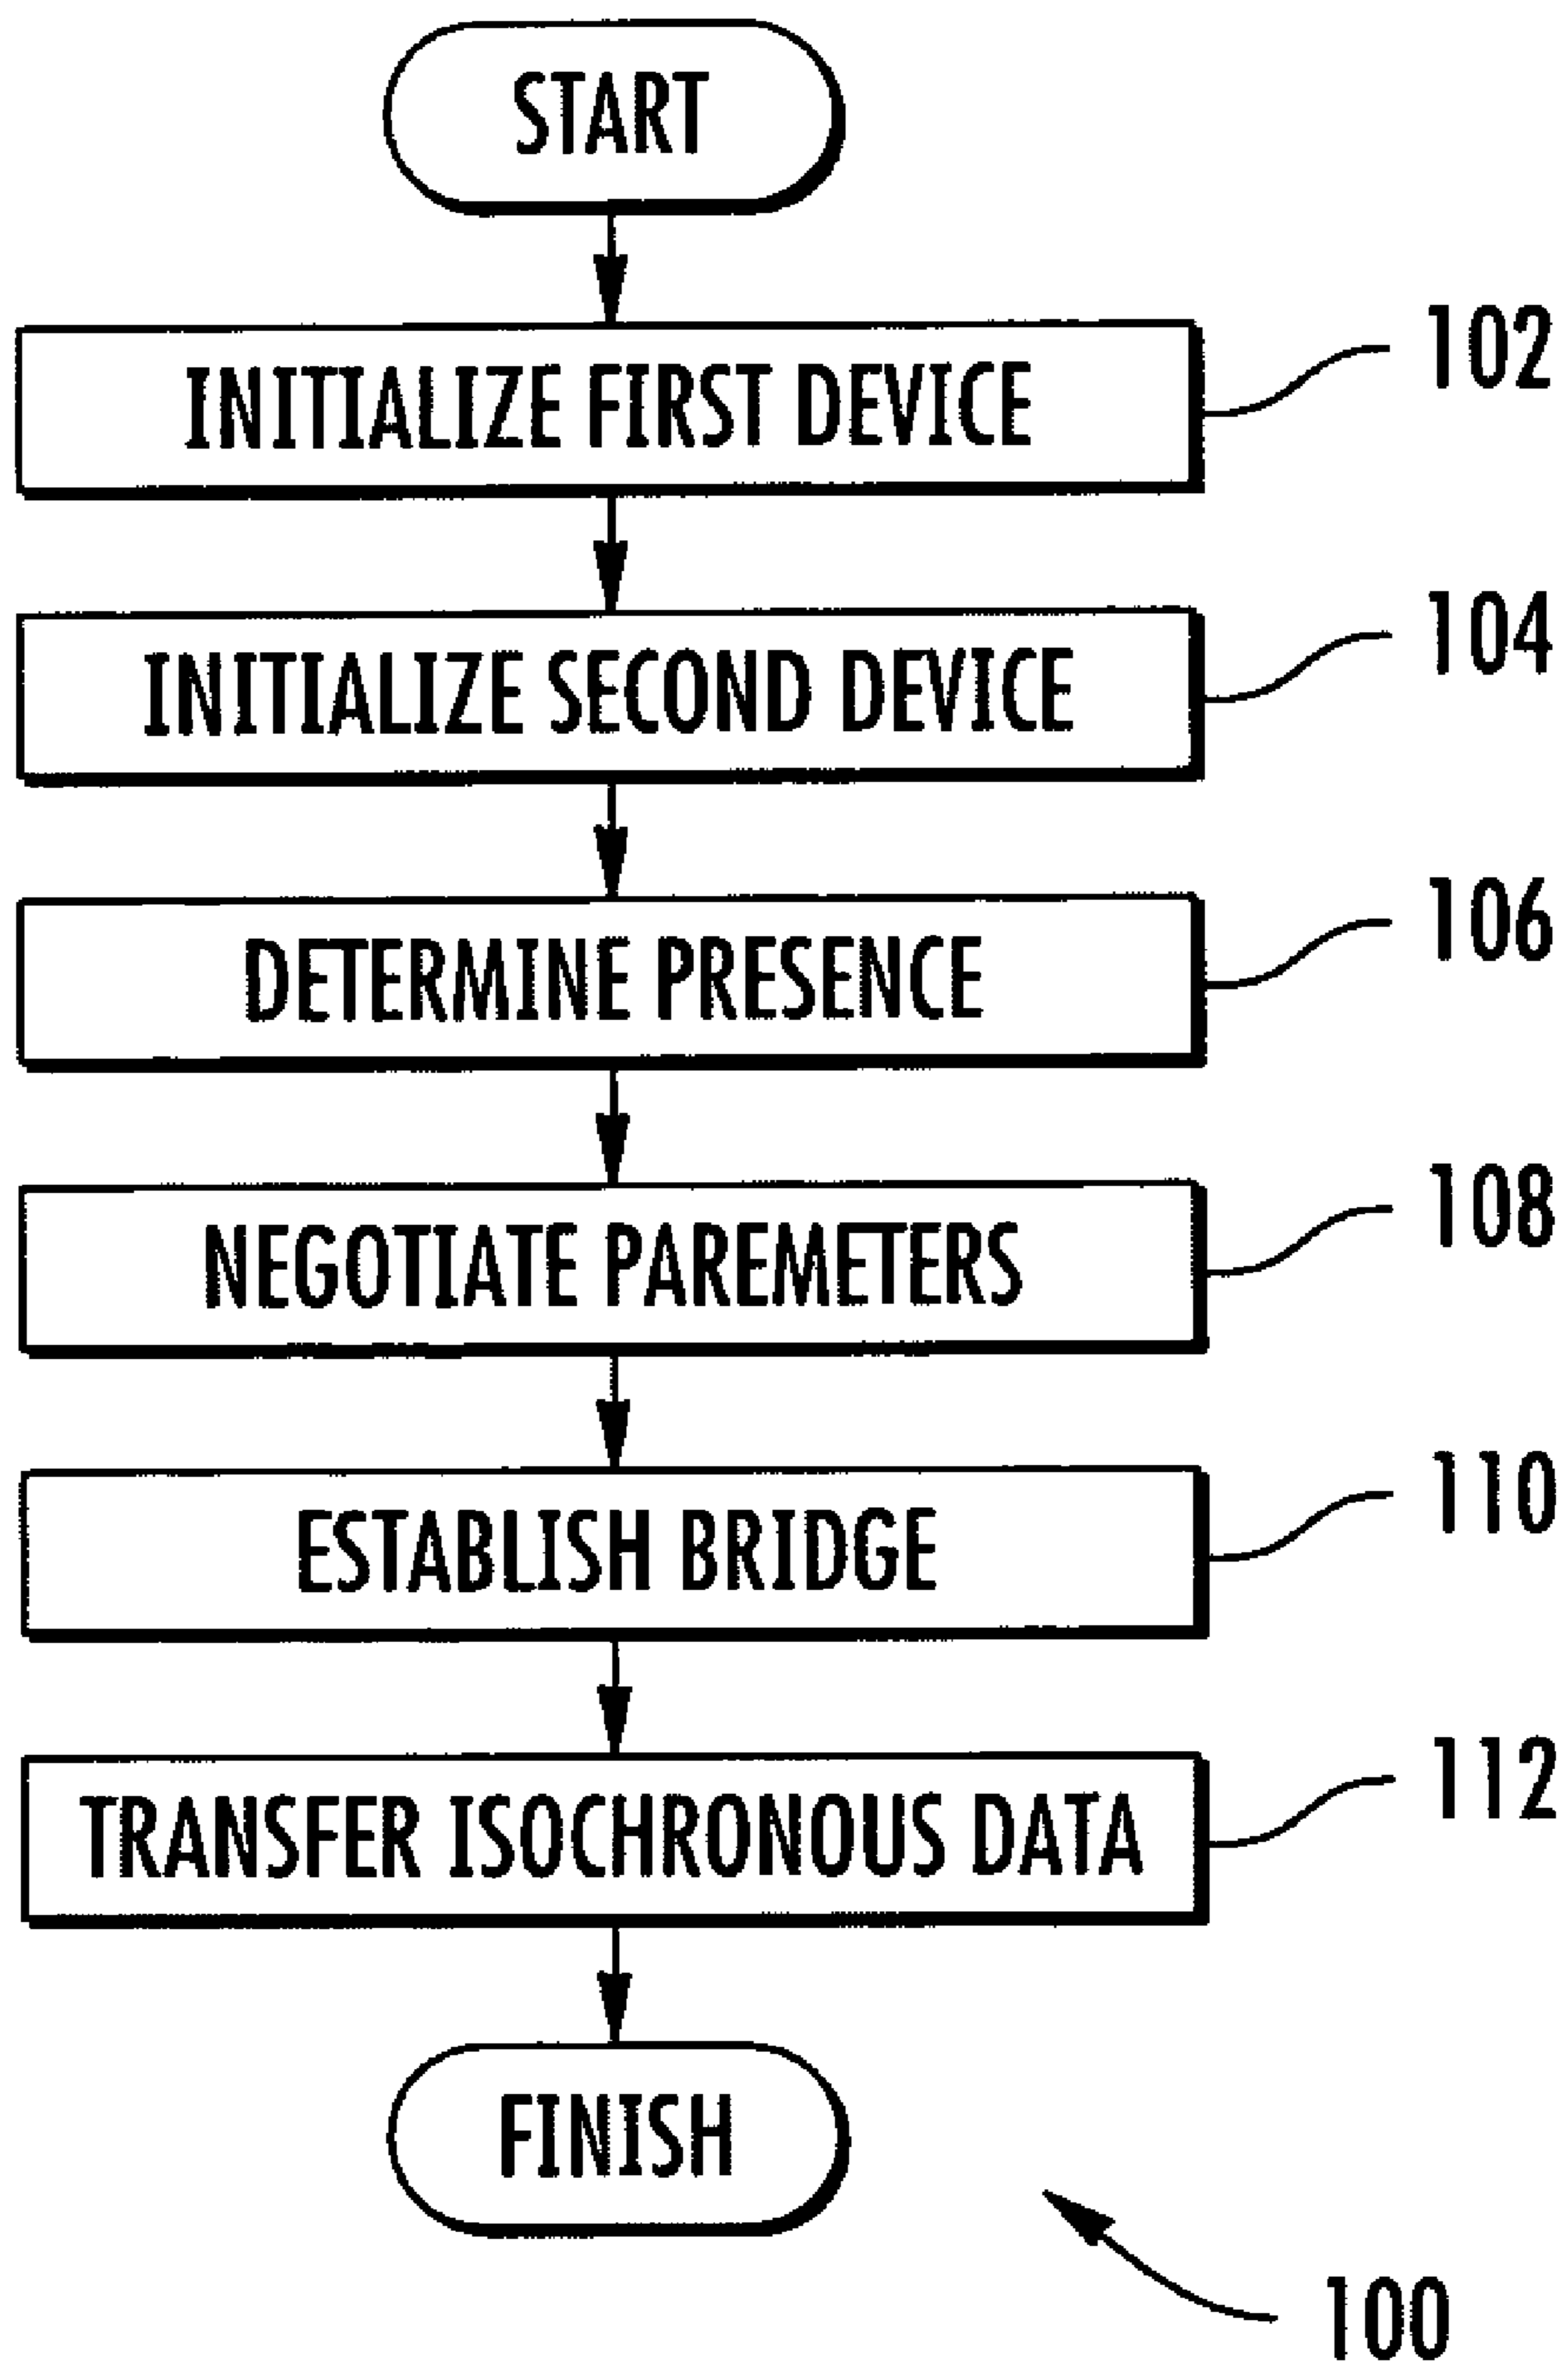 START
INITIALIZE FIRST DEVICE
102
INITIALIZE SECOND DEVICE
104
DETERMINE PRESENCE
106
NEGOTIATE PAREMETERS
108
ESTABLISH BRIDGE
110
TRANSFER ISOCHRONOUS DATA
112
FINISH
100